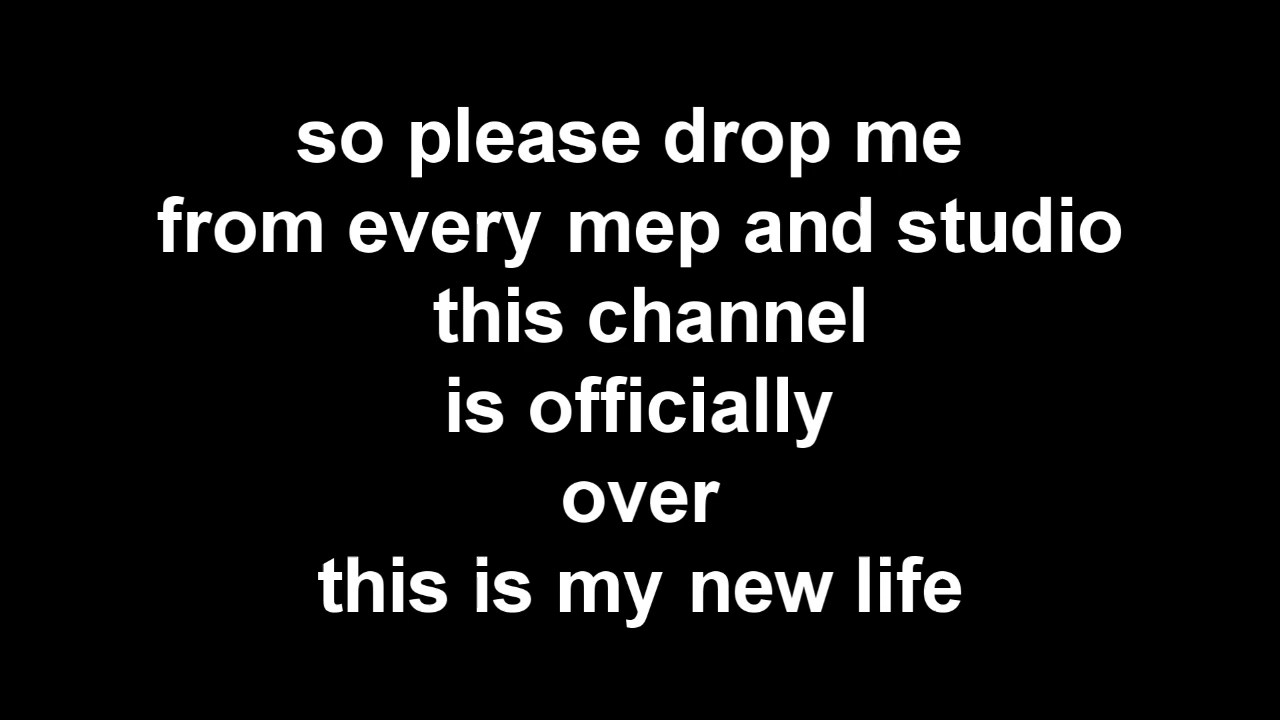 so please drop me
from every mep and studio
this channel
is officially
over
this is my new life